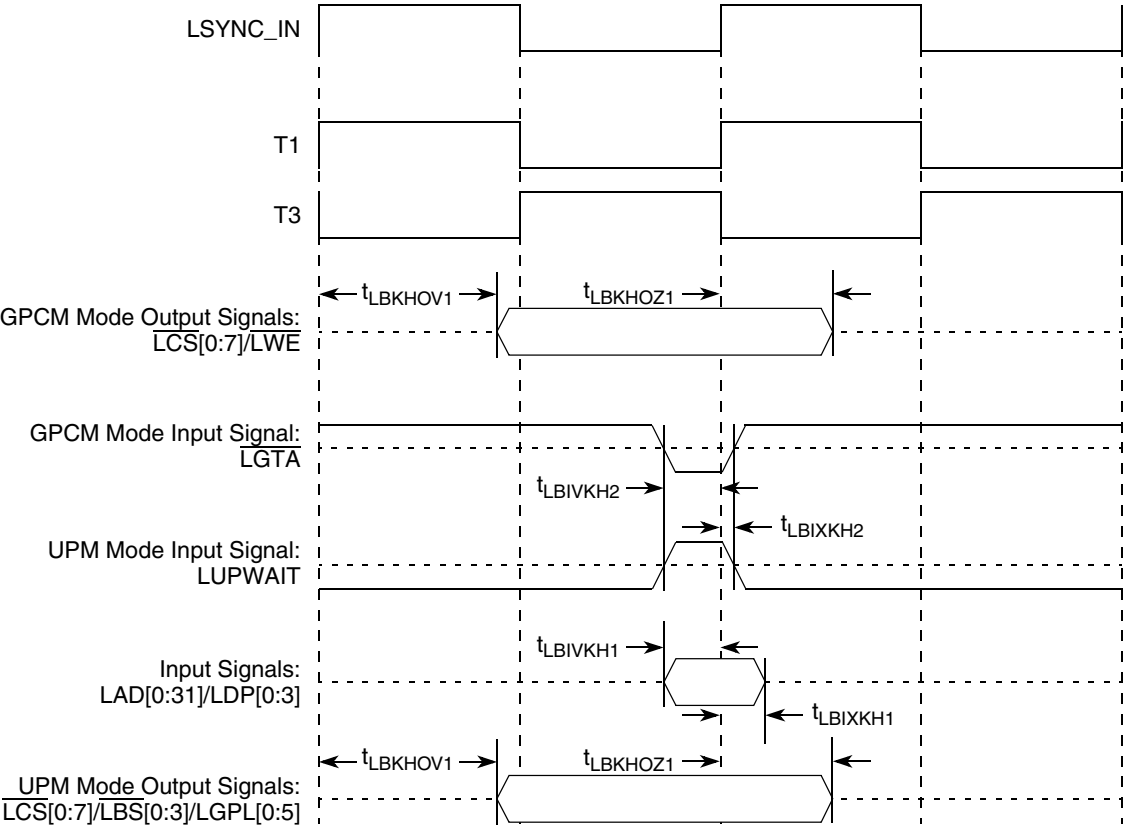 LSYNC_IN
T1
T3
tLBKHOV1
tLBKHOZ1
GPCM Mode Output Signals:
LCS[0:7]/LWE
GPCM Mode Input Signal:
LGTA
tLBIVKH2
tLBIXKH2
UPM Mode Input Signal:
LUPWAIT
tLBIVKH1
Input Signals:
LAD[0:31]/LDP[0:3]
tLBIXKH1
tLBKHOV1
tLBKHOZ1
UPM Mode Output Signals:
LCS[0:7]/LBS[0:3]/LGPL[0:5]